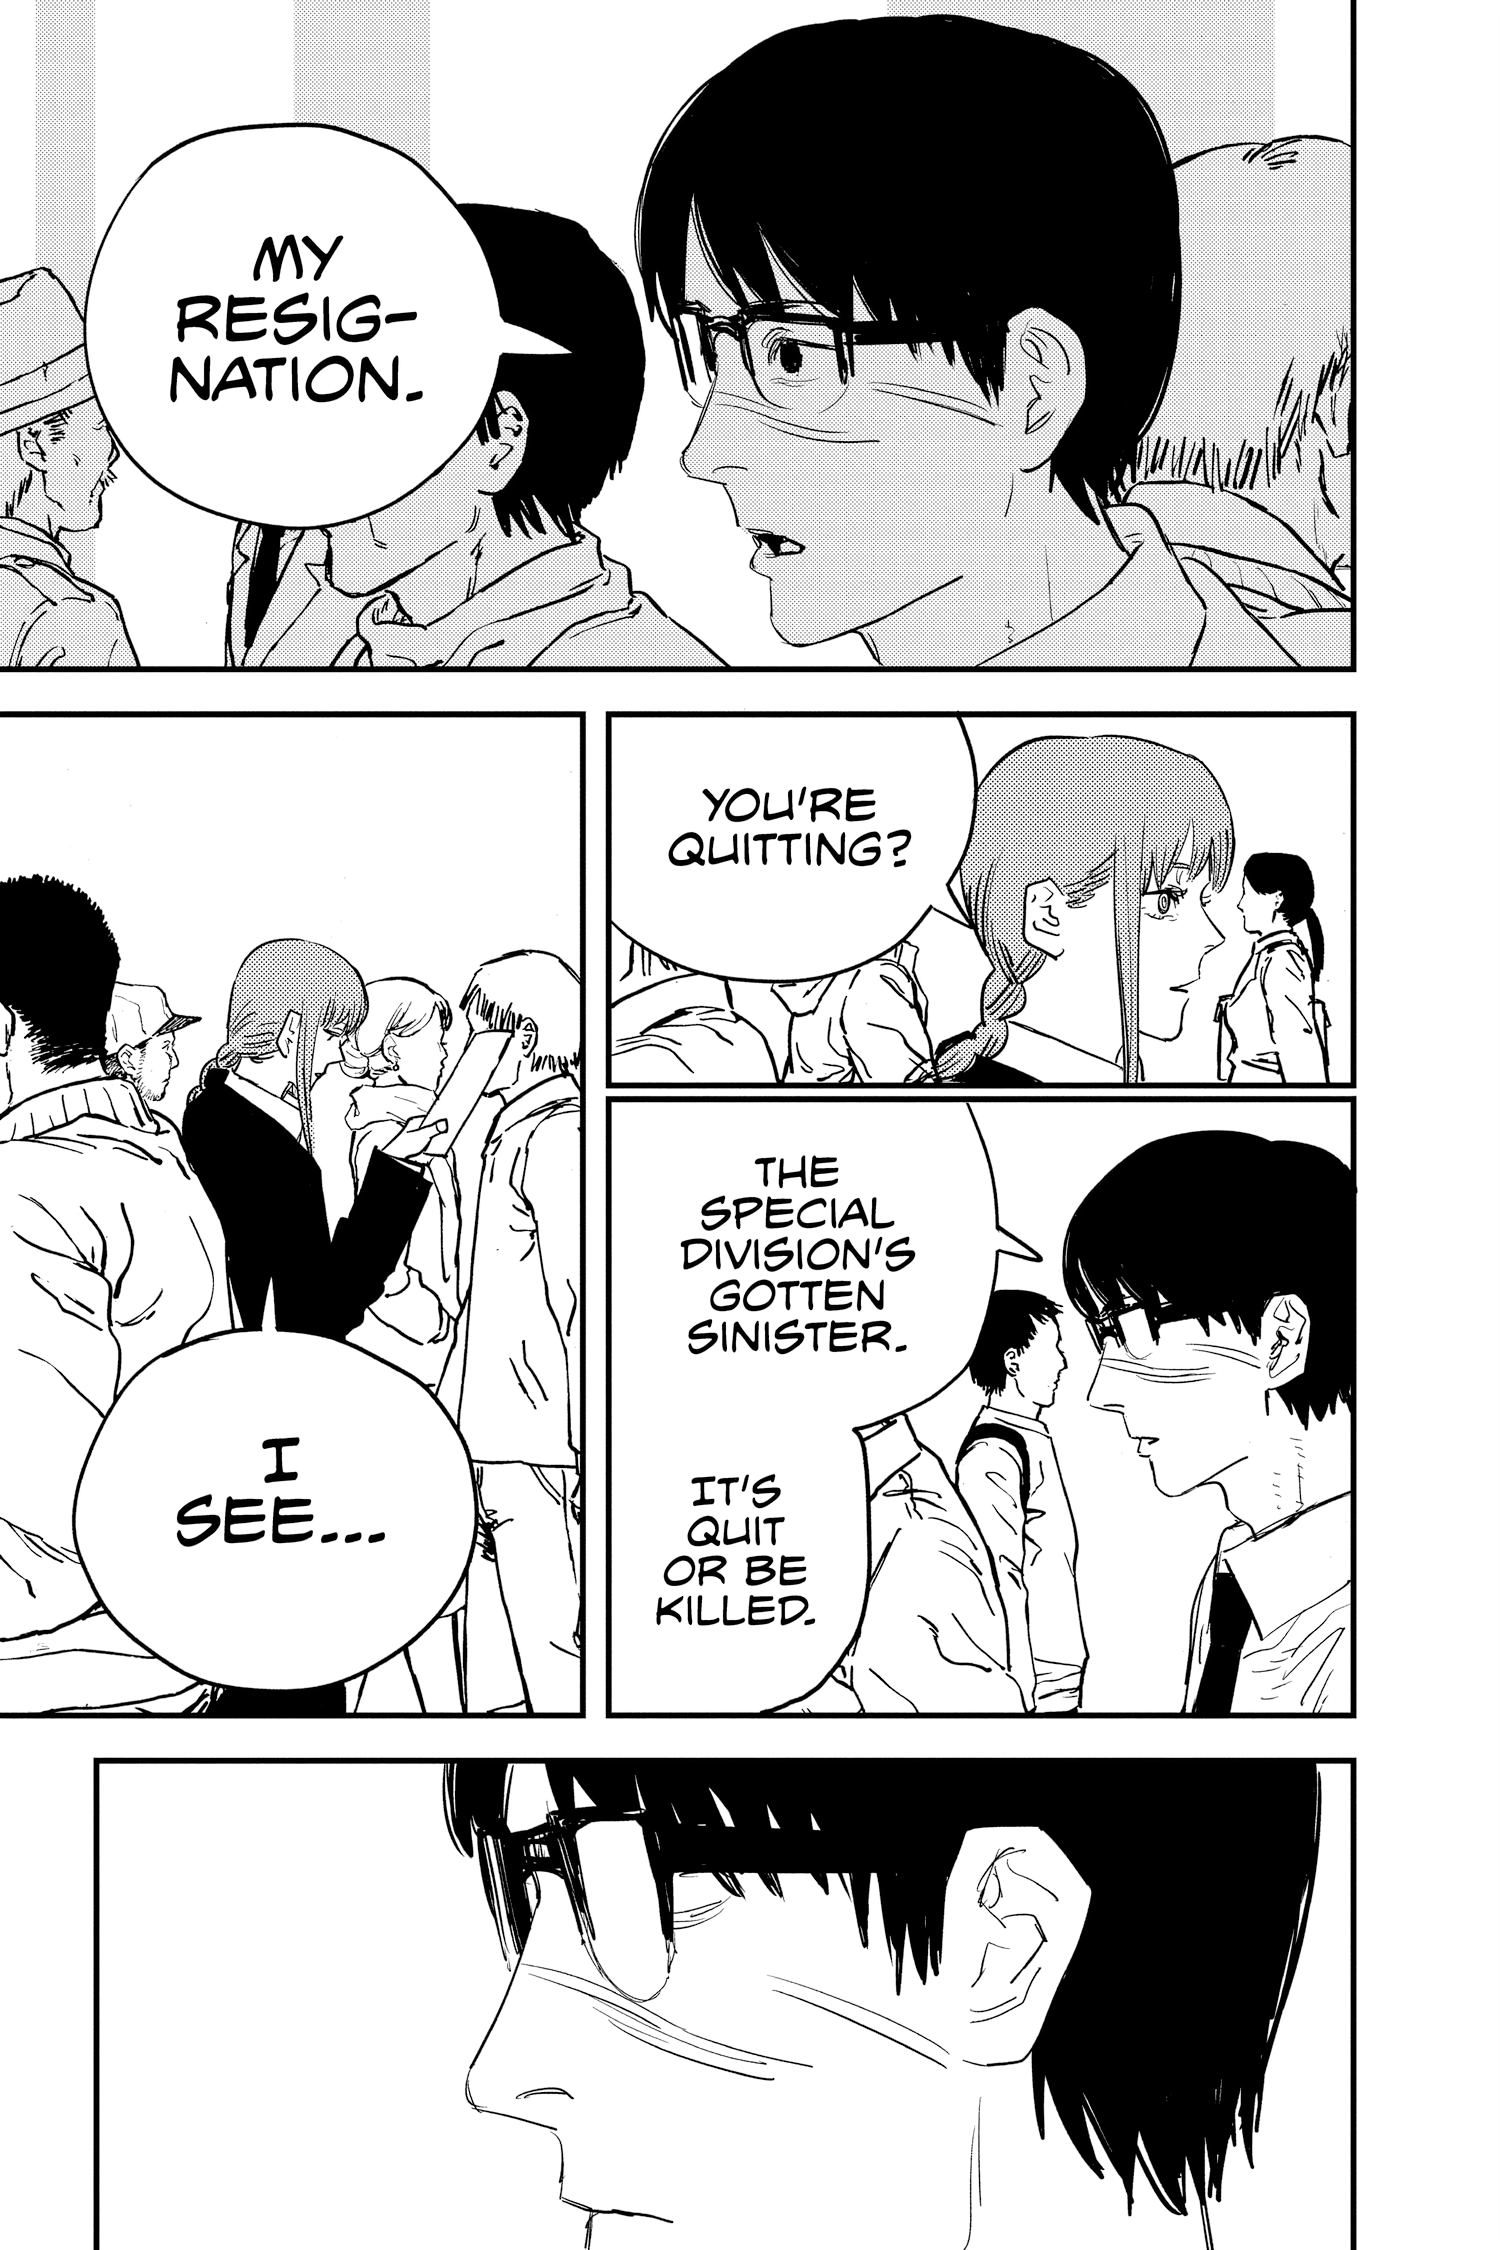 MY
RESIG-
NATION.
YOU'RE
QUITTING?
THE
SPECIAL
DIVISION'S
GOTTEN
SINISTER.
IT'S
QUIT
OR BE
KILLED.
I
SEE...